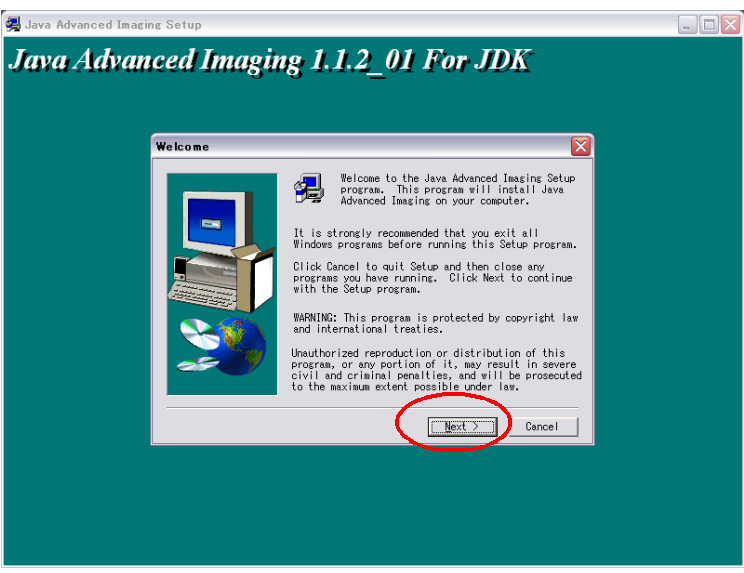 Java Advanced Imaging Setup
Java Advanced Imaging 1.1.2_01 For JDK
Welcome
Welcome to the Java Advanced Imaging Setup
program. This program will install Java
Advanced Imaging on your computer.
It is strongly recommended that you exit all
Windows programs before running this Setup program.
Click Cancel to quit Setup and then close any
programs you have running. Click Next to continue
with the Setup program.
WARNING: This program is protected by copyright law
and international treaties.
Unauthorized reproduction or distribution of this
program, or any portion of it, may result in severe
civil and criminal penalties, and will be prosecuted
to the maximum extent possible under law.
Next >
Cancel